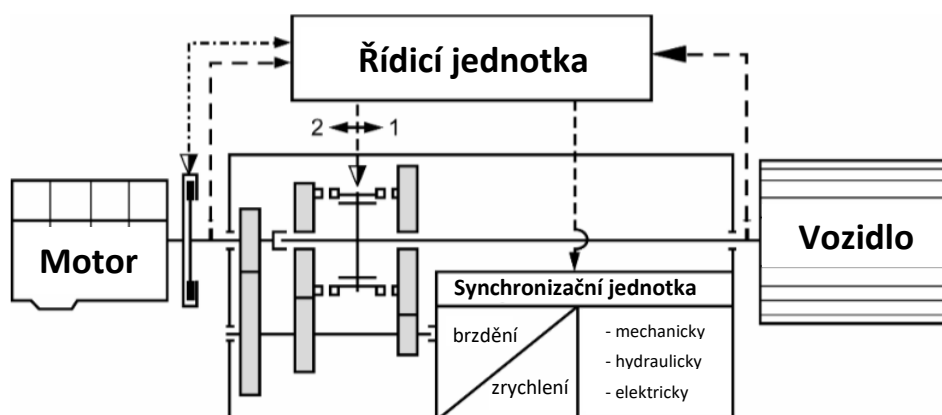 Řídicí jednotka
2 1
Motor
Vozidlo
Synchronizační jednotka
brzdění
zrychlení
- mechanicky
- hydraulicky
- elektricky